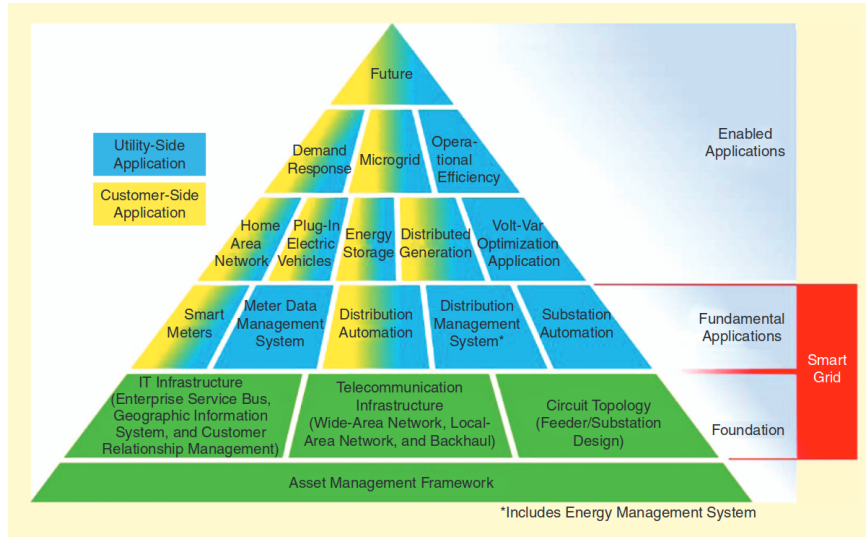 Future
Utility-Side
Application
Customer-Side
Application
Demand
Response
Microgrid
Opera-
tional
Efficiency
Enabled
Applications
Home
Area
Network
Plug-In
Electric
Vehicles
Energy
Storage
Distributed
Generation
Volt-Var
Optimization
Application
Smart
Meters
Meter Data
Management
System
Distribution
Automation
Distribution
Management
System*
Substation
Automation
Fundamental
Applications
Smart
Grid
IT Infrastructure
(Enterprise Service Bus,
Geographic Information
System, and Customer
Relationship Management)
Telecommunication
Infrastructure
(Wide-Area Network, Local-
Area Network, and Backhaul)
Circuit Topology
(Feeder/Substation
Design)
Foundation
Asset Management Framework
*Includes Energy Management System